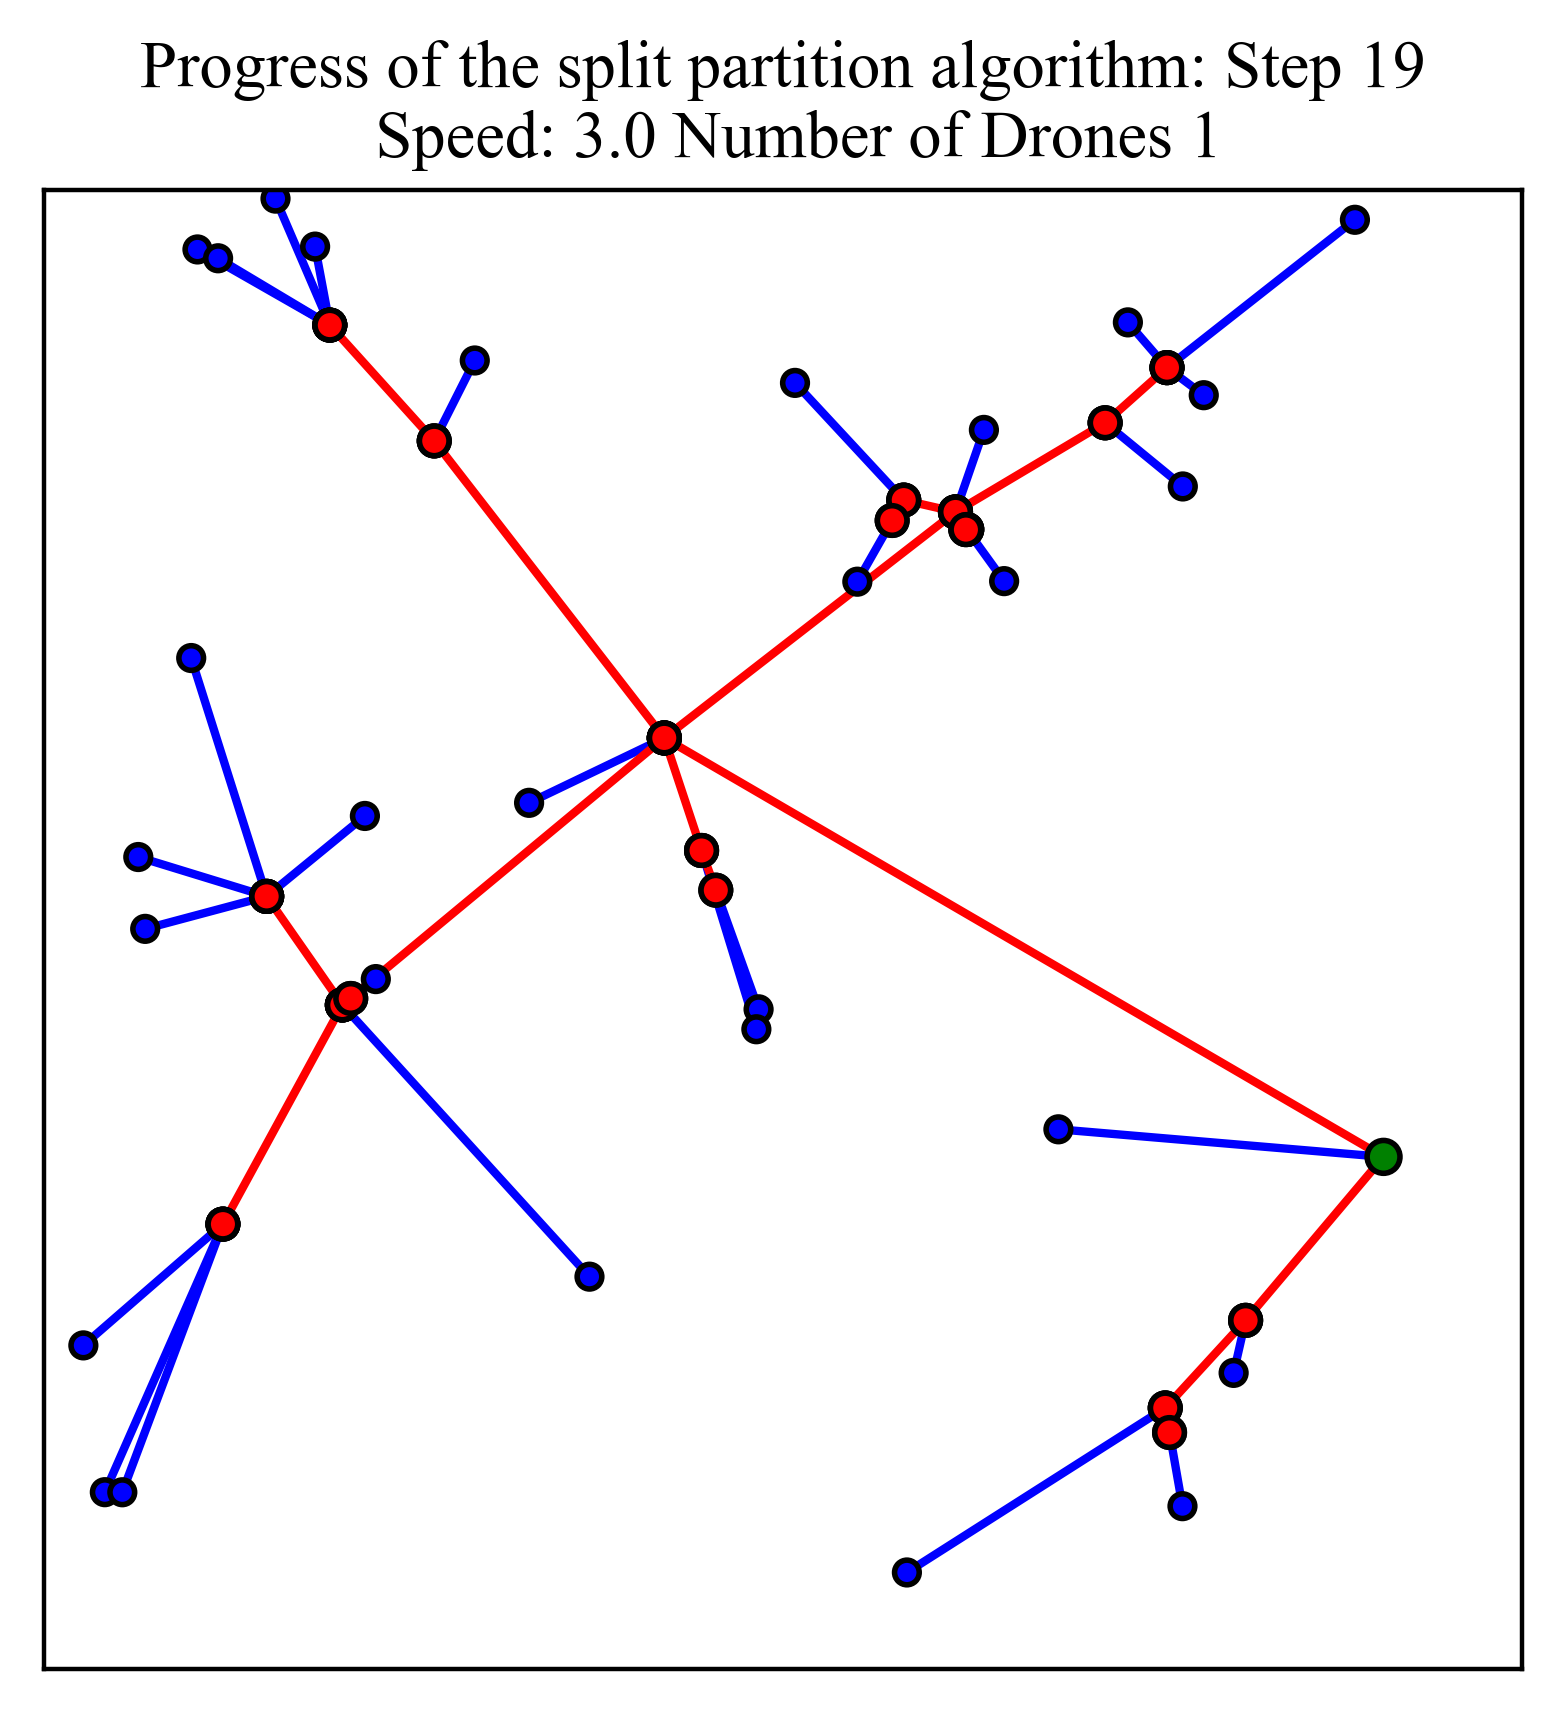 Progress of the split partition algorithm: Step 19
Speed: 3.0 Number of Drones 1